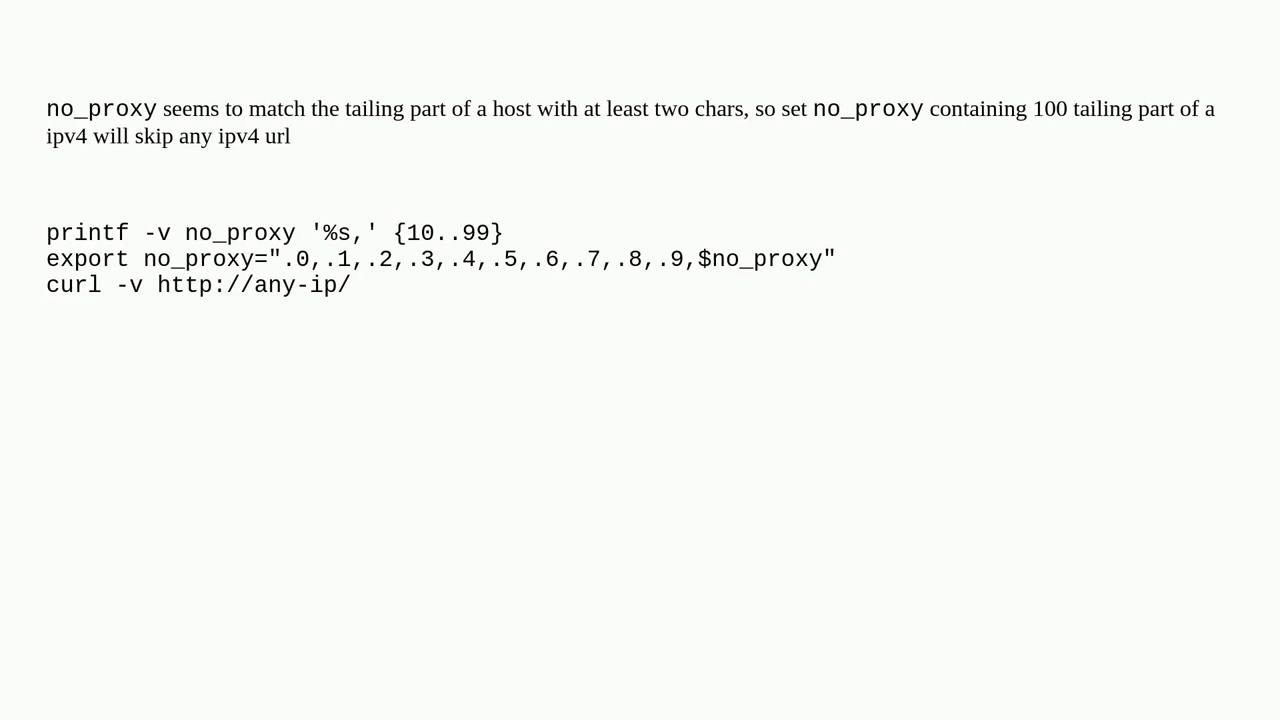 no_proxy seems to match the tailing part of a host with at least two chars, so set no_proxy containing 100 tailing part of a
ipv4 will skip any ipv4 url
printf -v no_proxy '%s,' {10..99}
export no_proxy=".0,.1,.2,.3,.4,.5,.6,.7,.8,.9,$no_proxy"
curl -v http://any-ip/